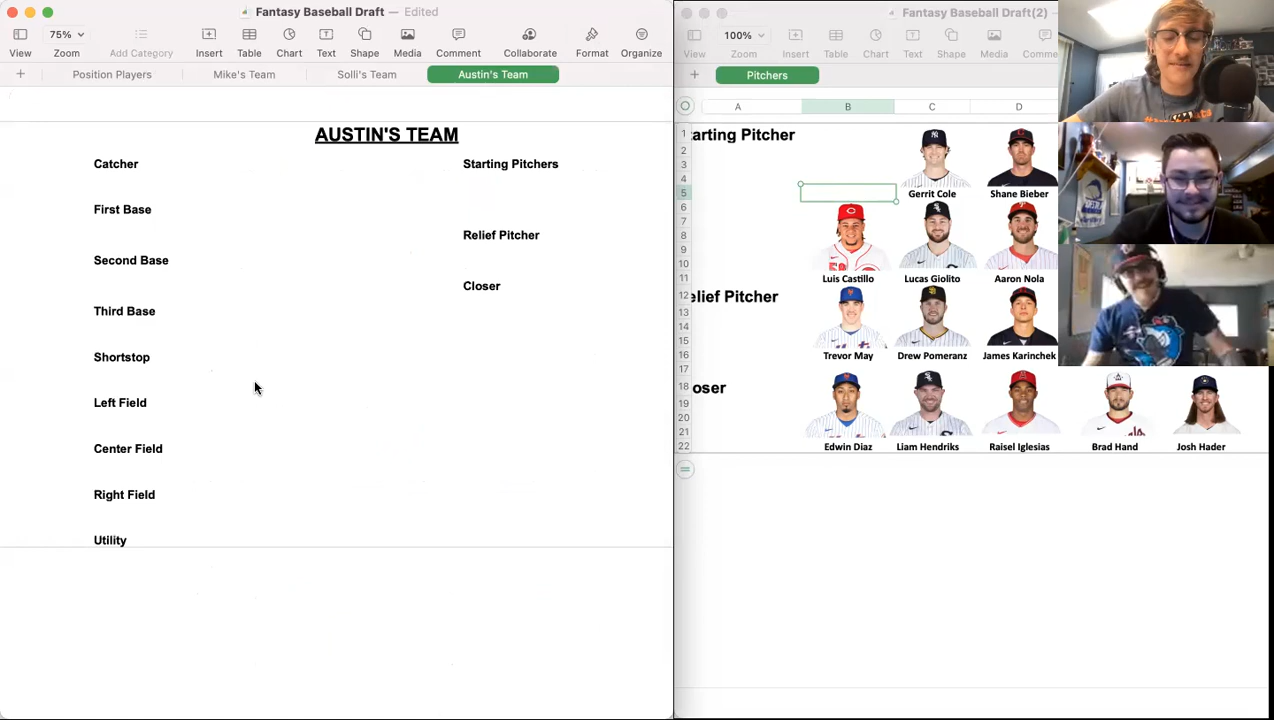 Fantasy Baseball Draft — Edited
75%
View Zoom Add Category Insert Table Chart Text Shape Media Comment Collaborate Format Organize
Position Players Mike's Team Solli's Team Austin's Team
AUSTIN'S TEAM
Catcher
Starting Pitchers
First Base
Relief Pitcher
Second Base
Closer
Third Base
Shortstop
Left Field
Center Field
Right Field
Utility
Fantasy Baseball Draft(2) —
100%
View Zoom Insert Table Chart Text Shape Media Comme
Pitchers
A B C D
1
2
3
4
5
6
7
8
9
10
11
12
13
14
15
16
17
18
19
20
21
22
tarting Pitcher
Gerrit Cole Shane Bieber
Luis Castillo Lucas Giolito Aaron Nola
elief Pitcher
Trevor May Drew Pomeranz James Karinchek
oser
Edwin Diaz Liam Hendriks Raisel Iglesias Brad Hand Josh Hader